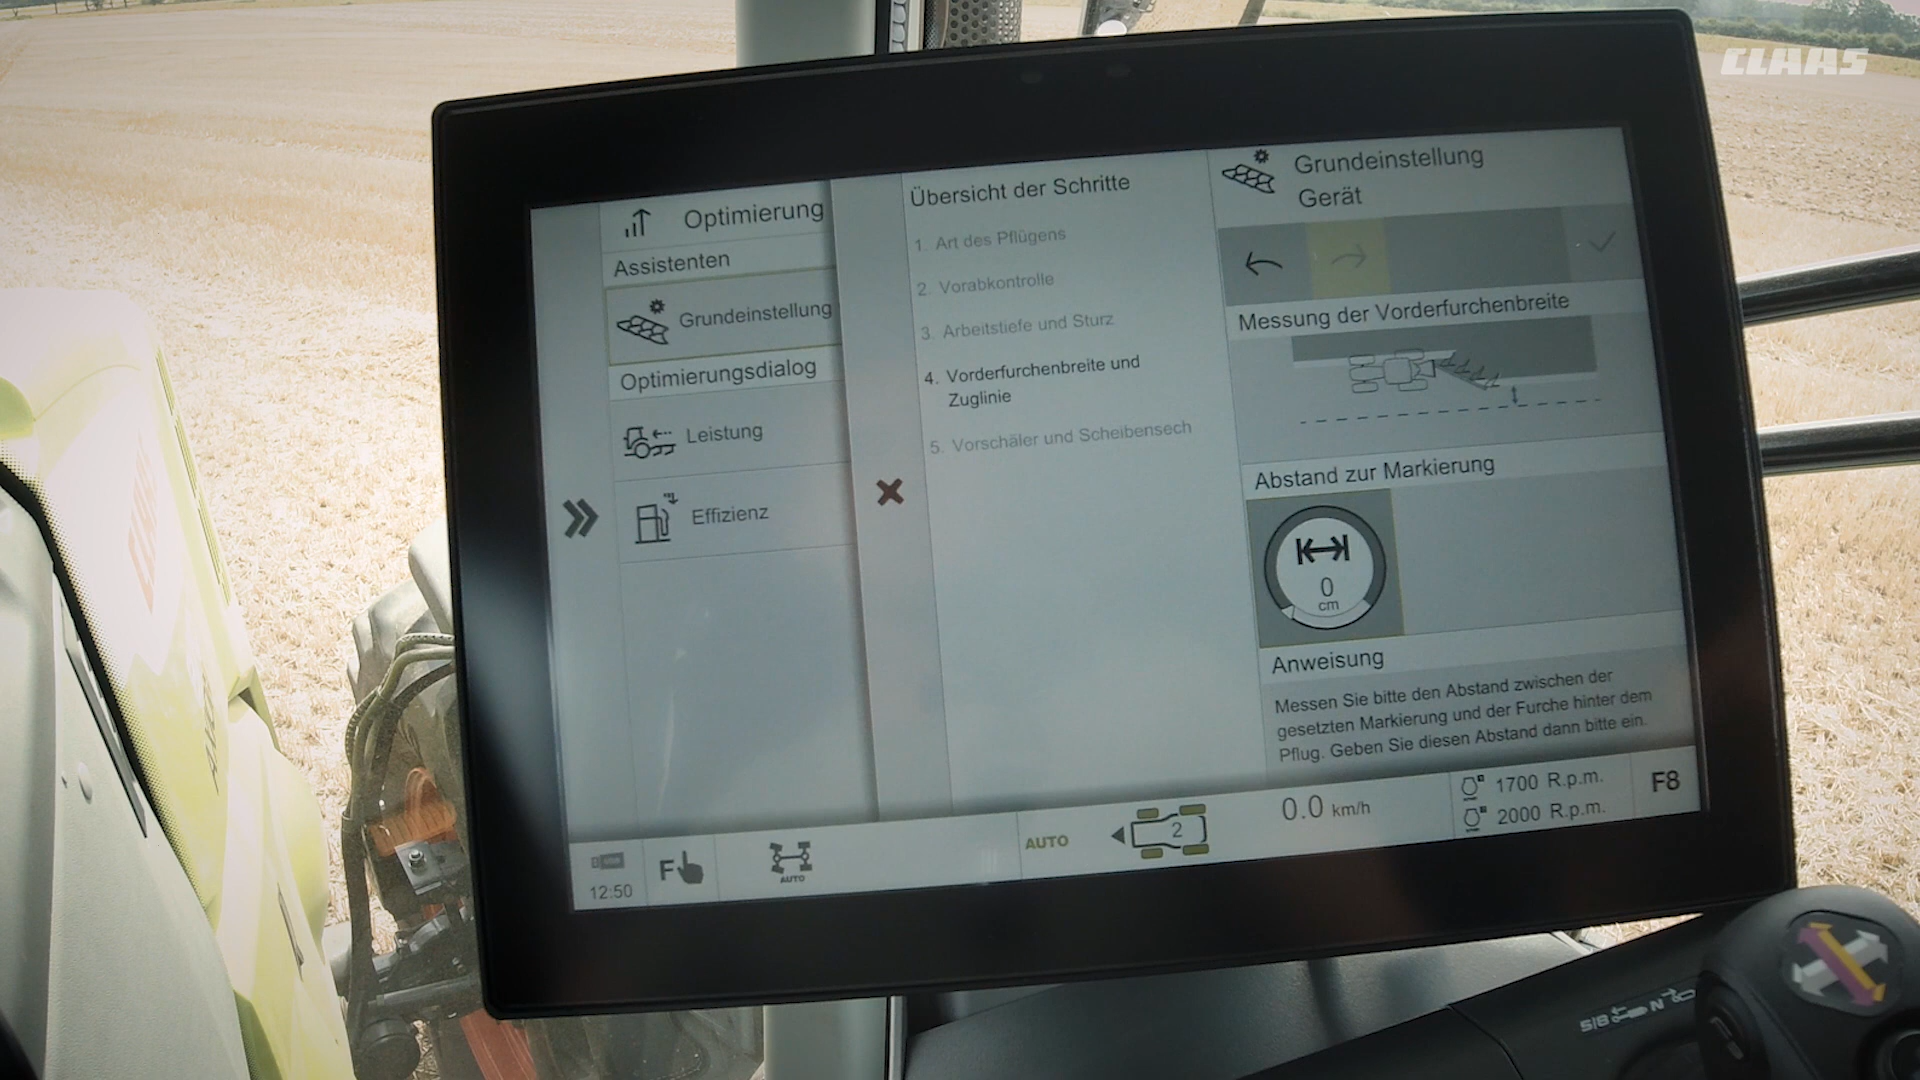 CLAAS
Optimierung
Assistenten
Grundeinstellung
Optimierungsdialog
Leistung
Effizienz
Übersicht der Schritte
1. Art des Pflügens
2. Vorabkontrolle
3. Arbeitstiefe und Sturz
4. Vorderfurchenbreite und
Zuglinie
5. Vorschäler und Scheibensech
Grundeinstellung
Gerät
Messung der Vorderfurchenbreite
Abstand zur Markierung
0
cm
Anweisung
Messen Sie bitte den Abstand zwischen der
gesetzten Markierung und der Furche hinter dem
Pflug. Geben Sie diesen Abstand dann bitte ein.
12:50
F
AUTO
AUTO
2
0.0 km/h
1700 R.p.m.
2000 R.p.m.
F8
N